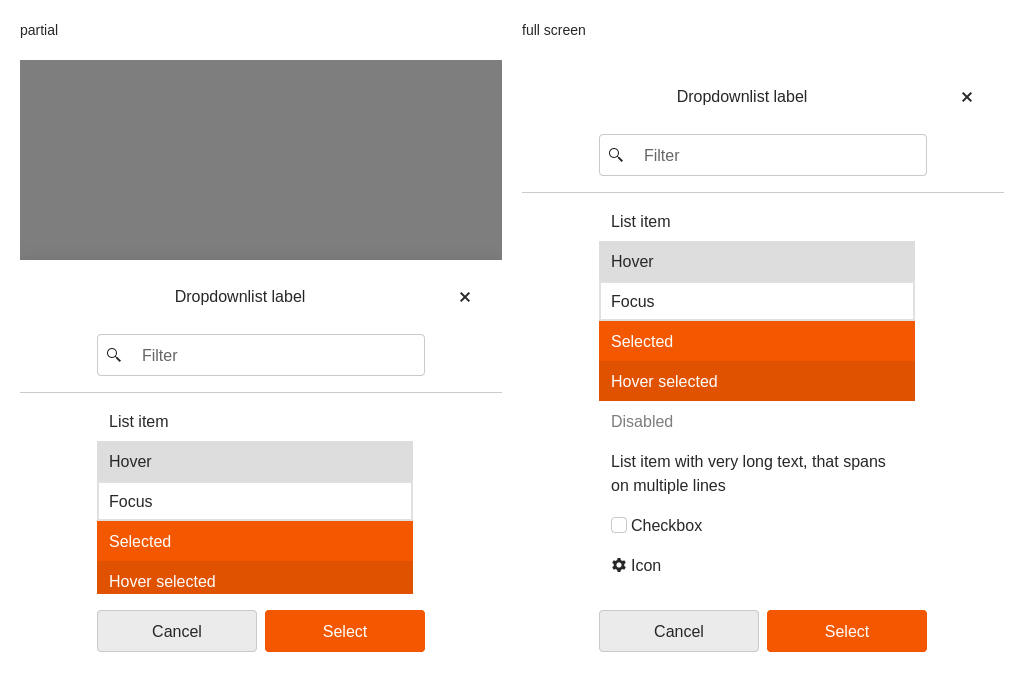 partial
Dropdownlist label
Filter
List item
Hover
Focus
Selected
Hover selected
Cancel
Select
full screen
Dropdownlist label
Filter
List item
Hover
Focus
Selected
Hover selected
Disabled
List item with very long text, that spans
on multiple lines
Checkbox
Icon
Cancel
Select